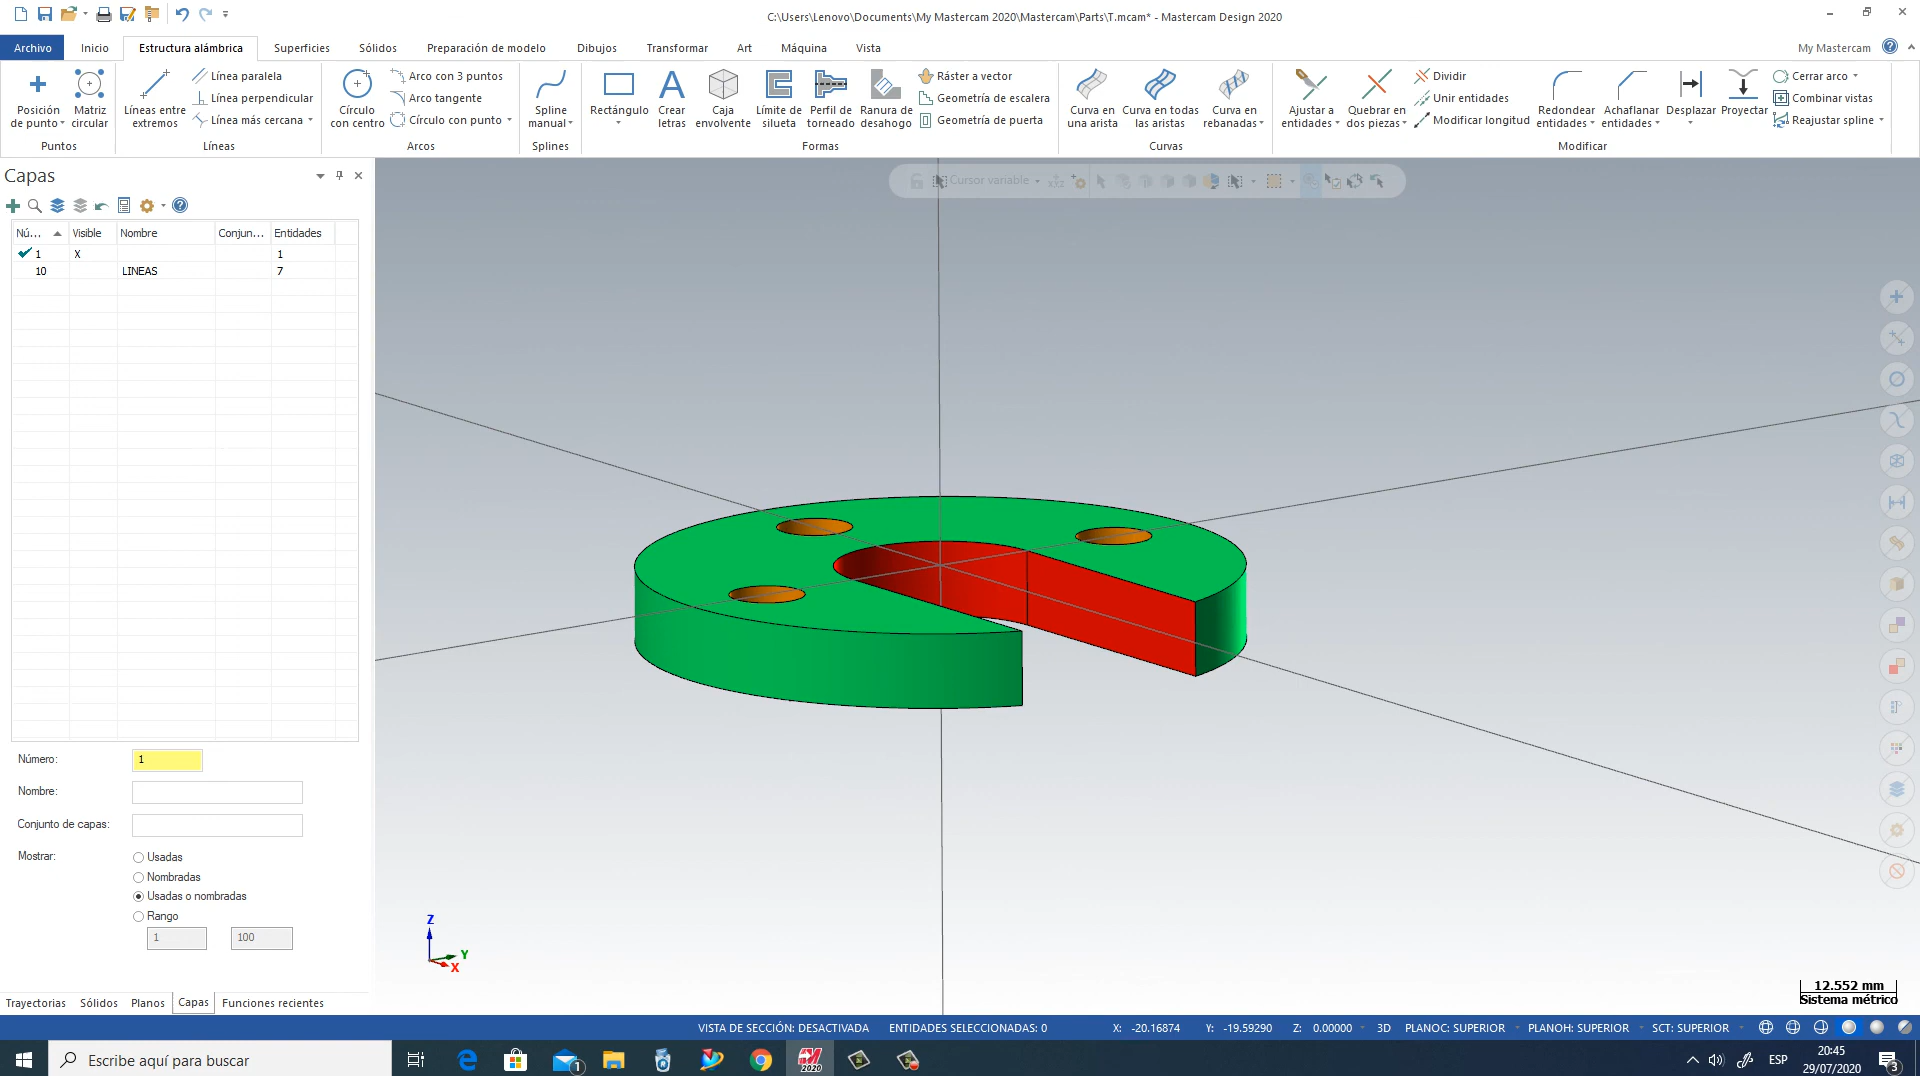 C:\Users\Lenovo\Documents\My Mastercam 2020\Mastercam\Parts\T.mcam* - Mastercam Design 2020
Archivo Inicio Estructura alámbrica Superficies Sólidos Preparación de modelo Dibujos Transformar Art Máquina Vista My Mastercam
Posición de punto
Matriz circular
Puntos
Líneas entre extremos
Línea paralela
Línea perpendicular
Línea más cercana
Líneas
Círculo con centro
Arco con 3 puntos
Arco tangente
Círculo con punto
Arcos
Spline manual
Splines
Rectángulo
Crear letras
Caja envolvente
Límite de silueta
Perfil de torneado
Ranura de desahogo
Ráster a vector
Geometría de escalera
Geometría de puerta
Formas
Curva en una arista
Curva en todas las aristas
Curva en rebanadas
Curvas
Ajustar a entidades
Quebrar en dos piezas
Dividir
Unir entidades
Modificar longitud
Redondear entidades
Achaflanar entidades
Desplazar
Proyectar
Cerrar arco
Combinar vistas
Reajustar spline
Modificar
Cursor variable
Capas
Nú... Visible Nombre Conjun... Entidades
1 X 1
10 LINEAS 7
Número: 1
Nombre:
Conjunto de capas:
Mostrar:
Usadas
Nombradas
Usadas o nombradas
Rango
1 100
Z
Y
X
12.552 mm
Sistema métrico
Trayectorias Sólidos Planos Capas Funciones recientes
VISTA DE SECCIÓN: DESACTIVADA ENTIDADES SELECCIONADAS: 0 X: -20.16874 Y: -19.59290 Z: 0.00000 3D PLANOC: SUPERIOR PLANOH: SUPERIOR SCT: SUPERIOR
Escribe aquí para buscar
1
2020
ESP
20:45
29/07/2020
3